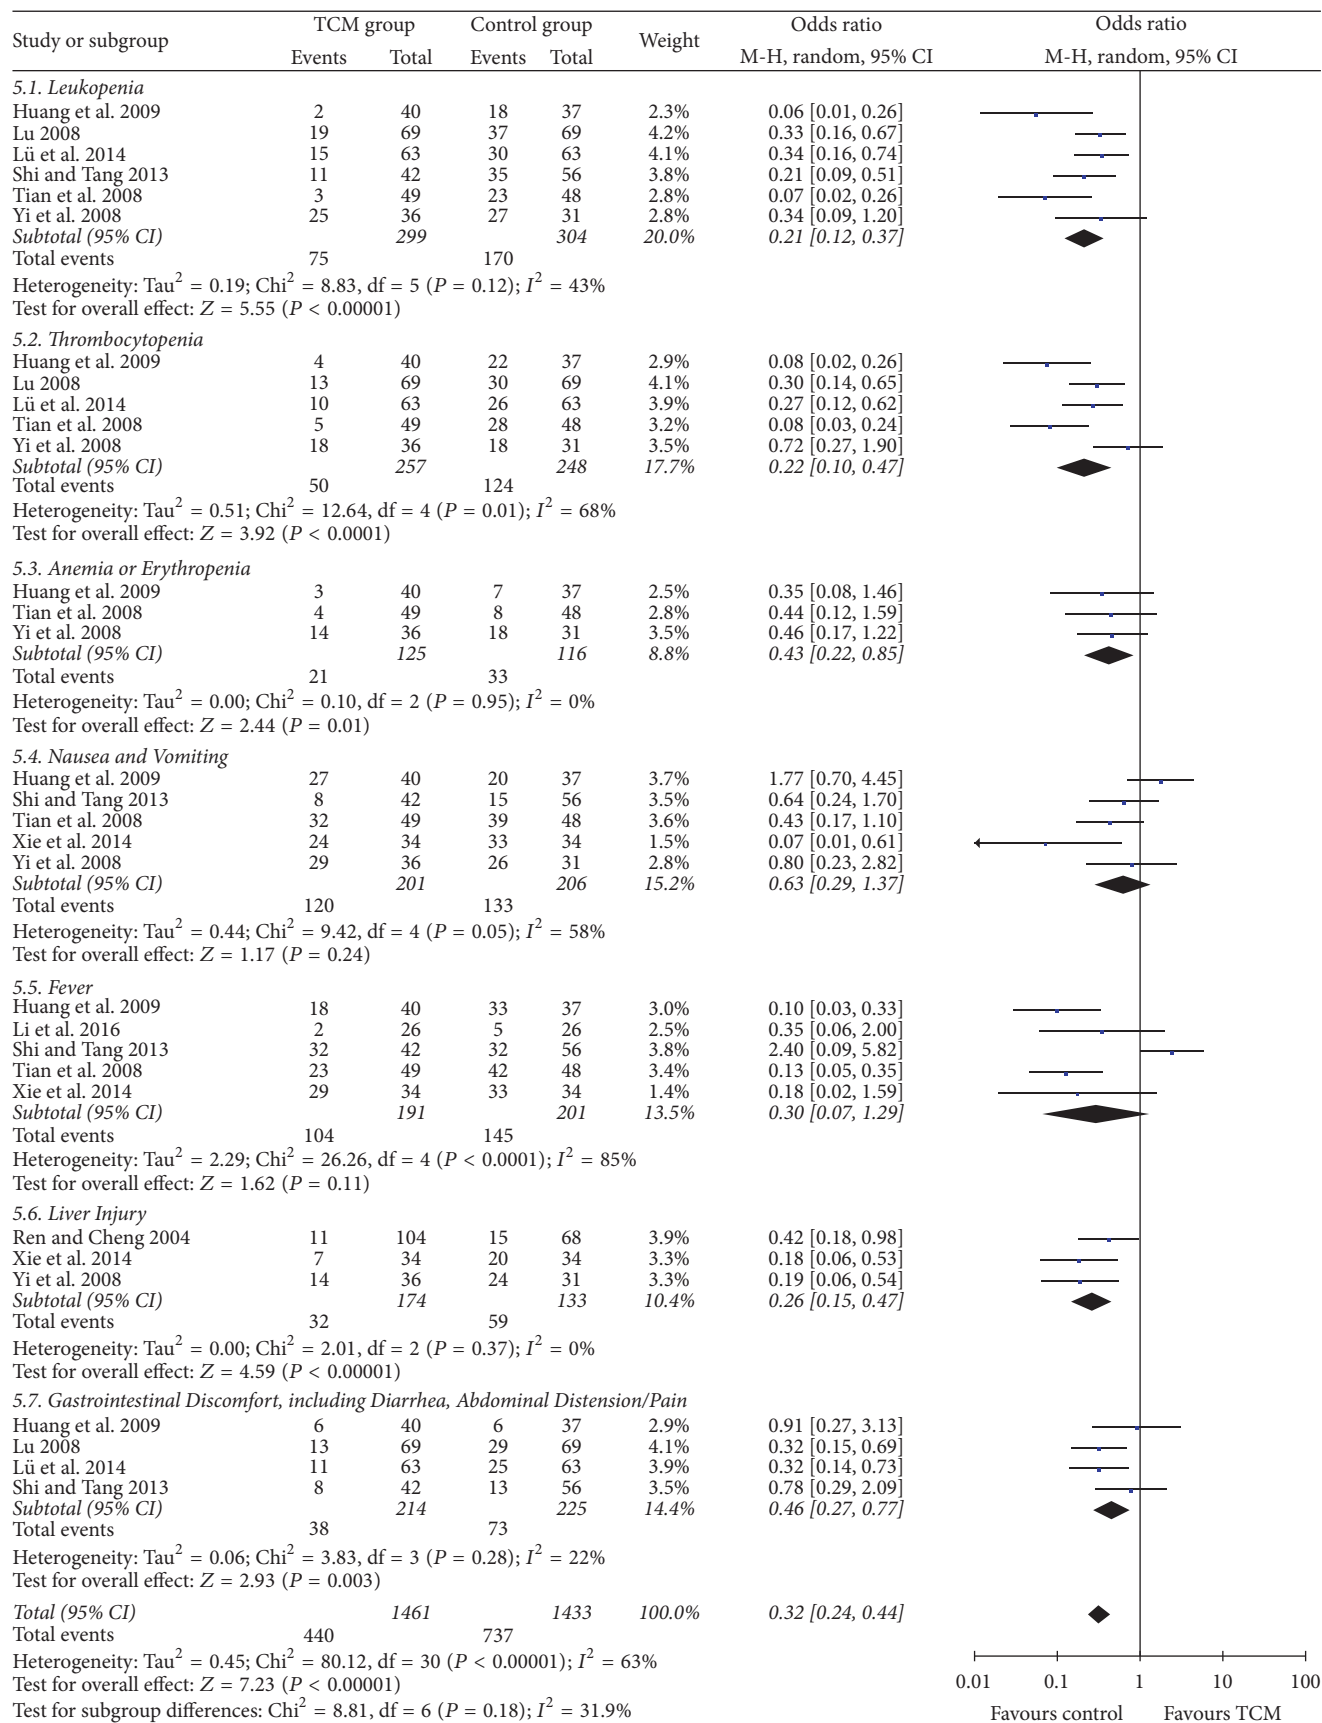 Study or subgroup TCM group Control group Weight Odds ratio Odds ratio
Events Total Events Total M-H, random, 95% CI M-H, random, 95% CI
5.1. Leukopenia
Huang et al. 2009 2 40 18 37 2.3% 0.06 [0.01, 0.26]
Lu 2008 19 69 37 69 4.2% 0.33 [0.16, 0.67]
Lü et al. 2014 15 63 30 63 4.1% 0.34 [0.16, 0.74]
Shi and Tang 2013 11 42 35 56 3.8% 0.21 [0.09, 0.51]
Tian et al. 2008 3 49 23 48 2.8% 0.07 [0.02, 0.26]
Yi et al. 2008 25 36 27 31 2.8% 0.34 [0.09, 1.20]
Subtotal (95% CI) 299 304 20.0% 0.21 [0.12, 0.37]
Total events 75 170
Heterogeneity: Tau² = 0.19; Chi² = 8.83, df = 5 (P = 0.12); I² = 43%
Test for overall effect: Z = 5.55 (P < 0.00001)
5.2. Thrombocytopenia
Huang et al. 2009 4 40 22 37 2.9% 0.08 [0.02, 0.26]
Lu 2008 13 69 30 69 4.1% 0.30 [0.14, 0.65]
Lü et al. 2014 10 63 26 63 3.9% 0.27 [0.12, 0.62]
Tian et al. 2008 5 49 28 48 3.2% 0.08 [0.03, 0.24]
Yi et al. 2008 18 36 18 31 3.5% 0.72 [0.27, 1.90]
Subtotal (95% CI) 257 248 17.7% 0.22 [0.10, 0.47]
Total events 50 124
Heterogeneity: Tau² = 0.51; Chi² = 12.64, df = 4 (P = 0.01); I² = 68%
Test for overall effect: Z = 3.92 (P < 0.0001)
5.3. Anemia or Erythropenia
Huang et al. 2009 3 40 7 37 2.5% 0.35 [0.08, 1.46]
Tian et al. 2008 4 49 8 48 2.8% 0.44 [0.12, 1.59]
Yi et al. 2008 14 36 18 31 3.5% 0.46 [0.17, 1.22]
Subtotal (95% CI) 125 116 8.8% 0.43 [0.22, 0.85]
Total events 21 33
Heterogeneity: Tau² = 0.00; Chi² = 0.10, df = 2 (P = 0.95); I² = 0%
Test for overall effect: Z = 2.44 (P = 0.01)
5.4. Nausea and Vomiting
Huang et al. 2009 27 40 20 37 3.7% 1.77 [0.70, 4.45]
Shi and Tang 2013 8 42 15 56 3.5% 0.64 [0.24, 1.70]
Tian et al. 2008 32 49 39 48 3.6% 0.43 [0.17, 1.10]
Xie et al. 2014 24 34 33 34 1.5% 0.07 [0.01, 0.61]
Yi et al. 2008 29 36 26 31 2.8% 0.80 [0.23, 2.82]
Subtotal (95% CI) 201 206 15.2% 0.63 [0.29, 1.37]
Total events 120 133
Heterogeneity: Tau² = 0.44; Chi² = 9.42, df = 4 (P = 0.05); I² = 58%
Test for overall effect: Z = 1.17 (P = 0.24)
5.5. Fever
Huang et al. 2009 18 40 33 37 3.0% 0.10 [0.03, 0.33]
Li et al. 2016 2 26 5 26 2.5% 0.35 [0.06, 2.00]
Shi and Tang 2013 32 42 32 56 3.8% 2.40 [0.09, 5.82]
Tian et al. 2008 23 49 42 48 3.4% 0.13 [0.05, 0.35]
Xie et al. 2014 29 34 33 34 1.4% 0.18 [0.02, 1.59]
Subtotal (95% CI) 191 201 13.5% 0.30 [0.07, 1.29]
Total events 104 145
Heterogeneity: Tau² = 2.29; Chi² = 26.26, df = 4 (P < 0.0001); I² = 85%
Test for overall effect: Z = 1.62 (P = 0.11)
5.6. Liver Injury
Ren and Cheng 2004 11 104 15 68 3.9% 0.42 [0.18, 0.98]
Xie et al. 2014 7 34 20 34 3.3% 0.18 [0.06, 0.53]
Yi et al. 2008 14 36 24 31 3.3% 0.19 [0.06, 0.54]
Subtotal (95% CI) 174 133 10.4% 0.26 [0.15, 0.47]
Total events 32 59
Heterogeneity: Tau² = 0.00; Chi² = 2.01, df = 2 (P = 0.37); I² = 0%
Test for overall effect: Z = 4.59 (P < 0.00001)
5.7. Gastrointestinal Discomfort, including Diarrhea, Abdominal Distension/Pain
Huang et al. 2009 6 40 6 37 2.9% 0.91 [0.27, 3.13]
Lu 2008 13 69 29 69 4.1% 0.32 [0.15, 0.69]
Lü et al. 2014 11 63 25 63 3.9% 0.32 [0.14, 0.73]
Shi and Tang 2013 8 42 13 56 3.5% 0.78 [0.29, 2.09]
Subtotal (95% CI) 214 225 14.4% 0.46 [0.27, 0.77]
Total events 38 73
Heterogeneity: Tau² = 0.06; Chi² = 3.83, df = 3 (P = 0.28); I² = 22%
Test for overall effect: Z = 2.93 (P = 0.003)
Total (95% CI) 1461 1433 100.0% 0.32 [0.24, 0.44]
Total events 440 737
Heterogeneity: Tau² = 0.45; Chi² = 80.12, df = 30 (P < 0.00001); I² = 63%
Test for overall effect: Z = 7.23 (P < 0.00001)
Test for subgroup differences: Chi² = 8.81, df = 6 (P = 0.18); I² = 31.9%
0.01 0.1 1 10 100
Favours control Favours TCM